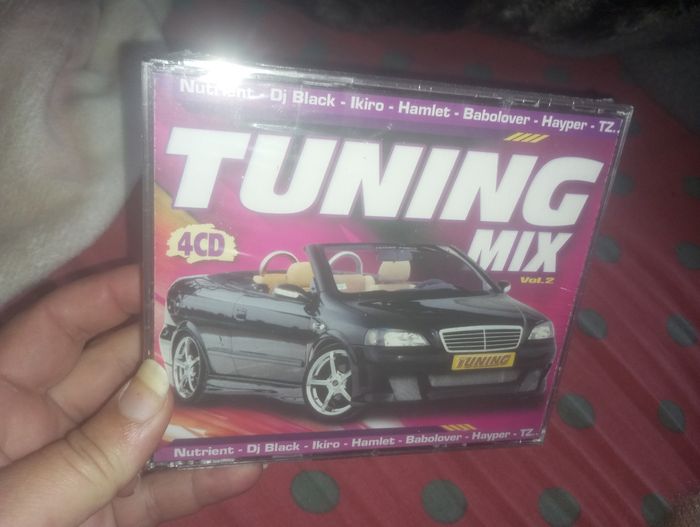 Nutrient - Dj Black - Ikiro - Hamlet - Babolover - Hayper - TZ..
TUNING
MIX
4CD
Vol.2
TUNING
Nutrient - Dj Black - Ikiro - Hamlet - Babolover - Hayper - TZ..